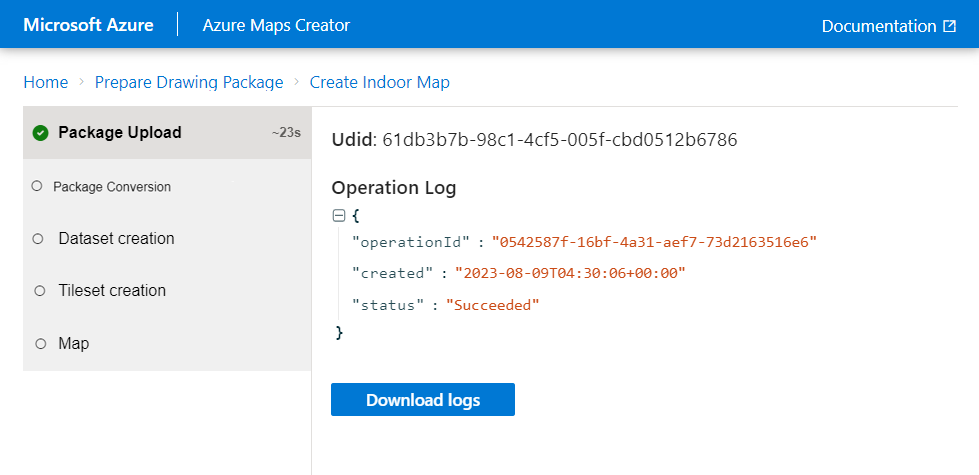 Microsoft Azure
Azure Maps Creator
Documentation
Home > Prepare Drawing Package > Create Indoor Map
Package Upload ~23s
Package Conversion
Dataset creation
Tileset creation
Map
Udid: 61db3b7b-98c1-4cf5-005f-cbd0512b6786
Operation Log
{
"operationId" : "0542587f-16bf-4a31-aef7-73d2163516e6"
"created" : "2023-08-09T04:30:06+00:00"
"status" : "Succeeded"
}
Download logs